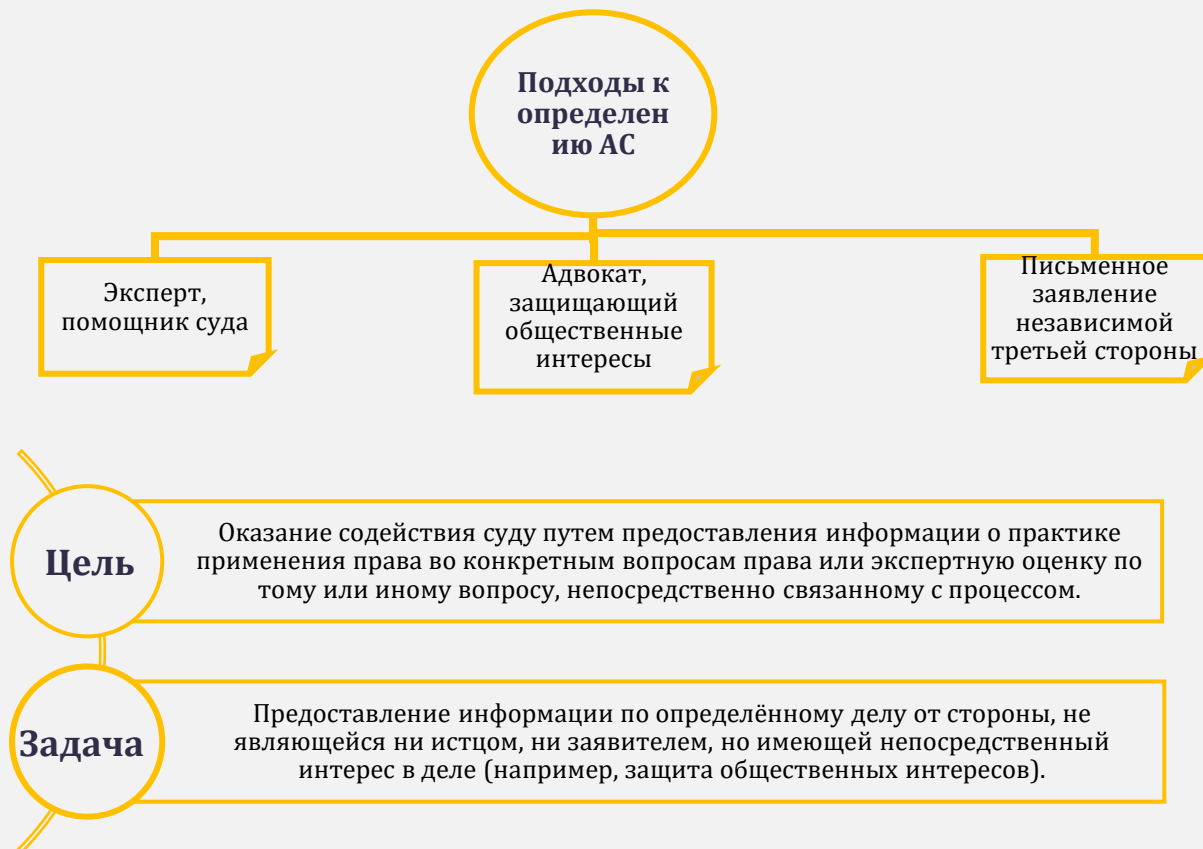 Подходы к
определен
ию АС
Эксперт,
помощник суда
Адвокат,
защищающий
общественные
интересы
Письменное
заявление
независимой
третьей стороны
Цель
Оказание содействия суду путем предоставления информации о практике
применения права во конкретным вопросам права или экспертную оценку по
тому или иному вопросу, непосредственно связанному с процессом.
Задача
Предоставление информации по определённому делу от стороны, не
являющейся ни истцом, ни заявителем, но имеющей непосредственный
интерес в деле (например, защита общественных интересов).